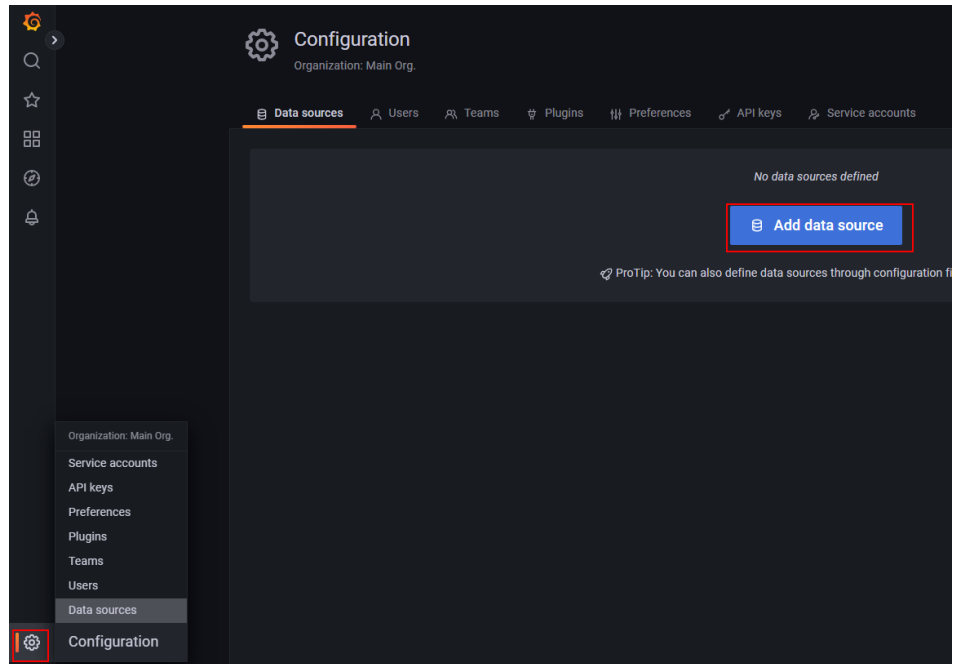 Configuration
Organization: Main Org.
Data sources Users Teams Plugins Preferences API keys Service accounts
No data sources defined
Add data source
ProTip: You can also define data sources through configuration
Organization: Main Org.
Service accounts
API keys
Preferences
Plugins
Teams
Users
Data sources
Configuration